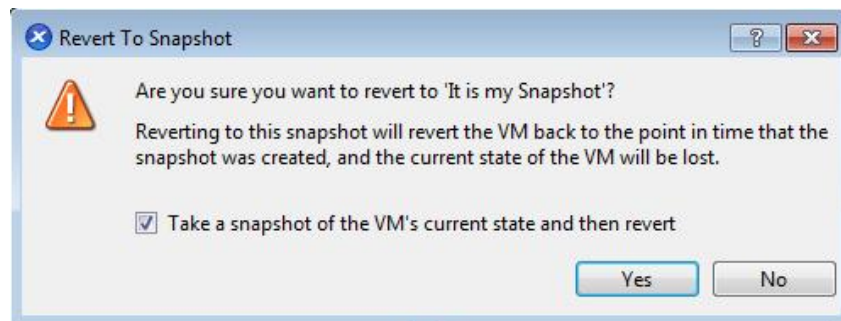 Revert To Snapshot
Are you sure you want to revert to 'It is my Snapshot'?
Reverting to this snapshot will revert the VM back to the point in time that the
snapshot was created, and the current state of the VM will be lost.
Take a snapshot of the VM's current state and then revert
Yes No